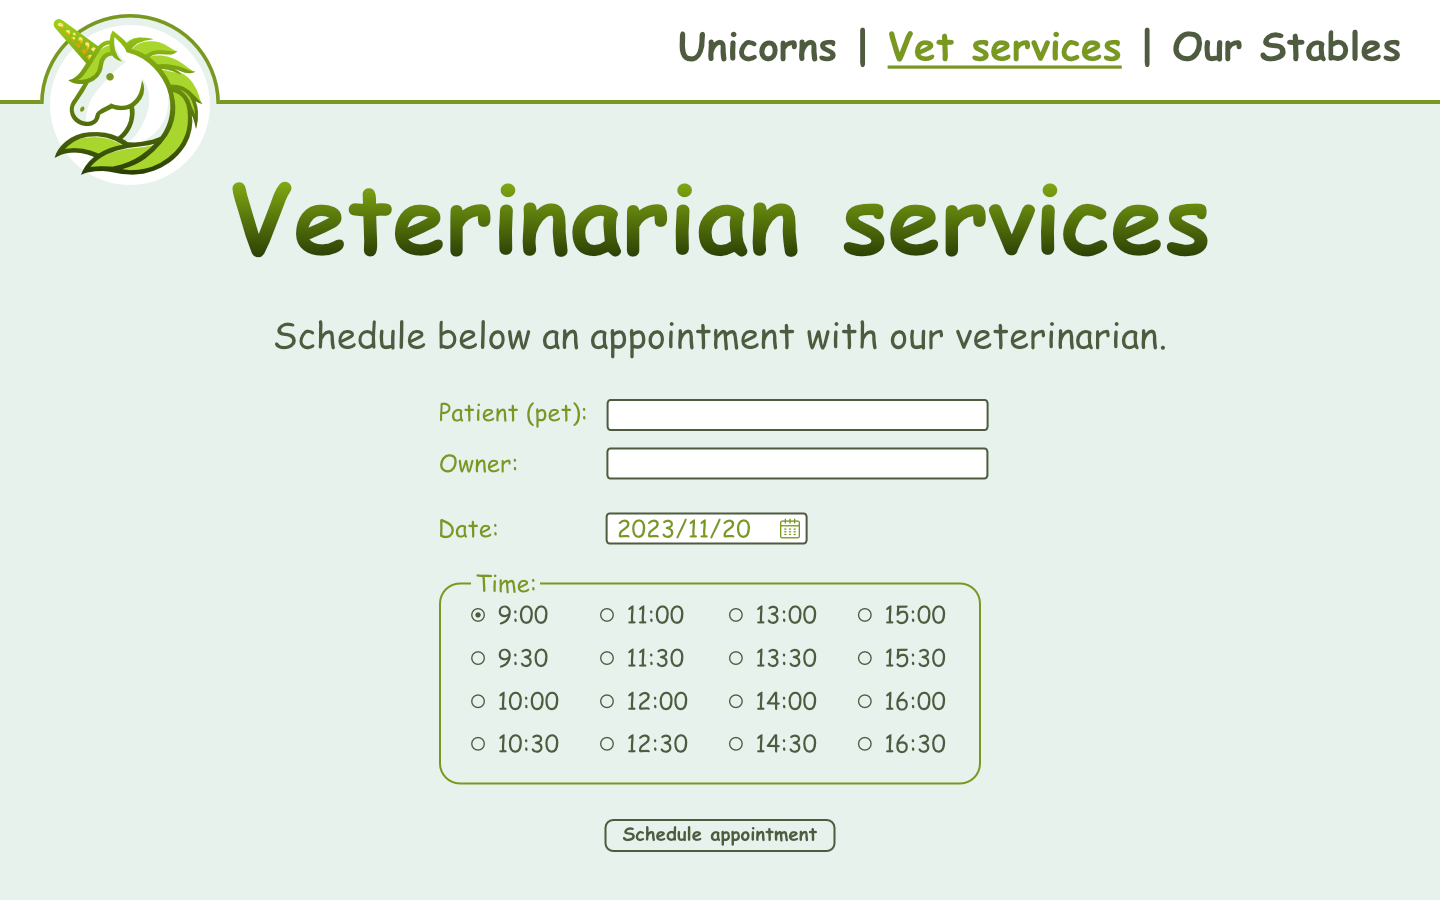 Unicorns | Vet services | Our Stables
Veterinarian services
Schedule below an appointment with our veterinarian.
Patient (pet):
Owner:
Date: 2023/11/20
Time:
9:00 11:00 13:00 15:00
9:30 11:30 13:30 15:30
10:00 12:00 14:00 16:00
10:30 12:30 14:30 16:30
Schedule appointment